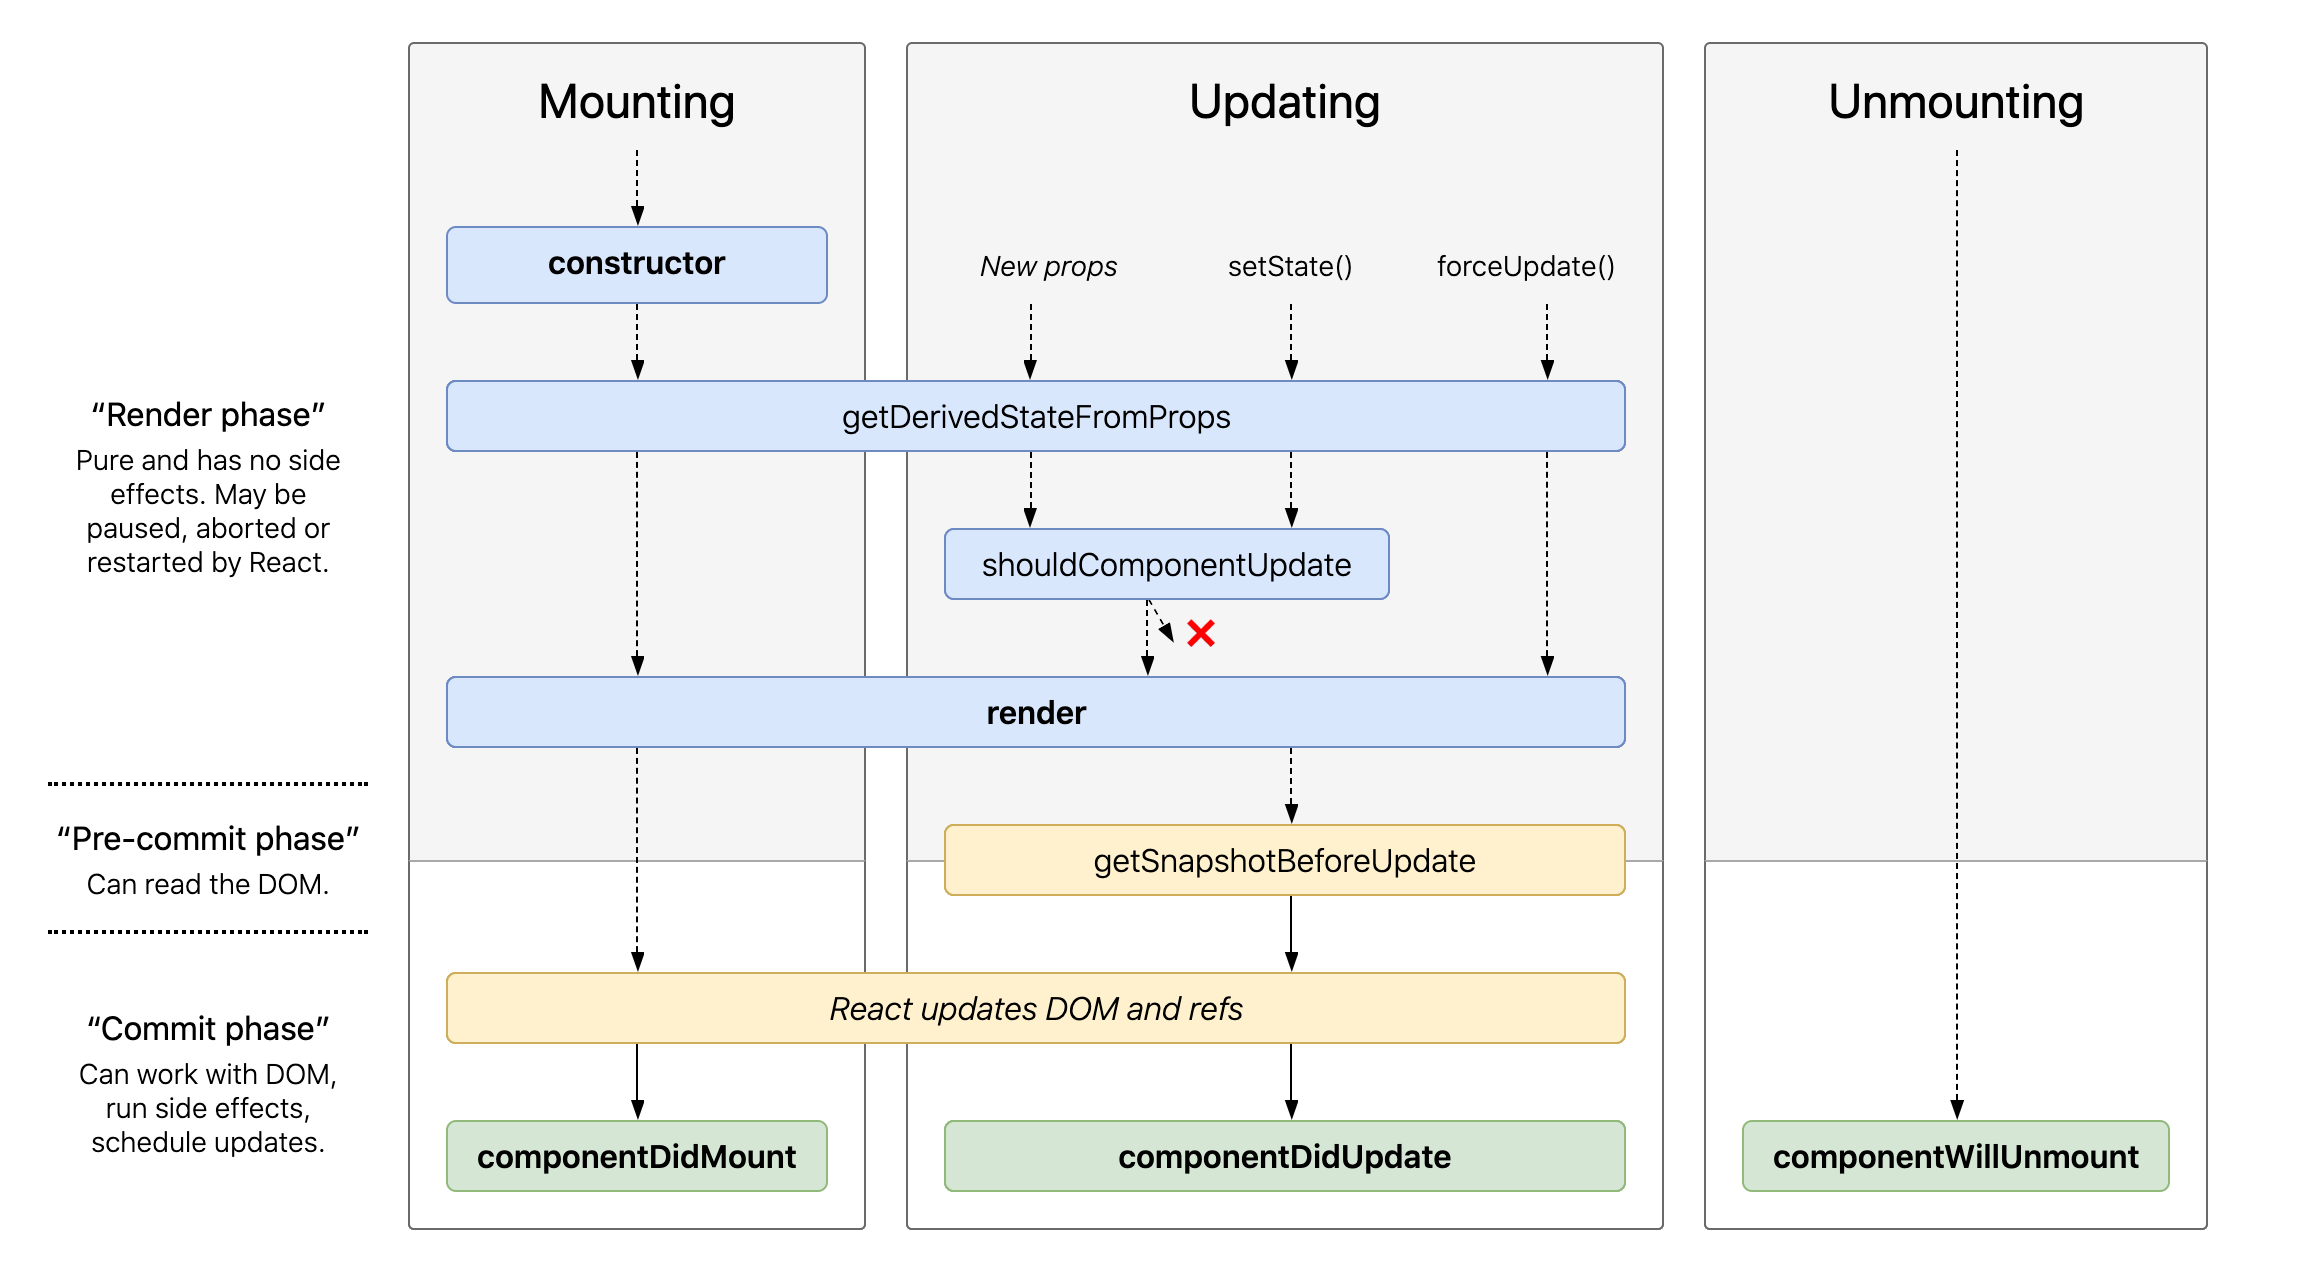 Mounting
Updating
Unmounting
constructor
New props
setState()
forceUpdate()
getDerivedStateFromProps
“Render phase”
Pure and has no side
effects. May be
paused, aborted or
restarted by React.
shouldComponentUpdate
render
“Pre-commit phase”
Can read the DOM.
getSnapshotBeforeUpdate
React updates DOM and refs
“Commit phase”
Can work with DOM,
run side effects,
schedule updates.
componentDidMount
componentDidUpdate
componentWillUnmount